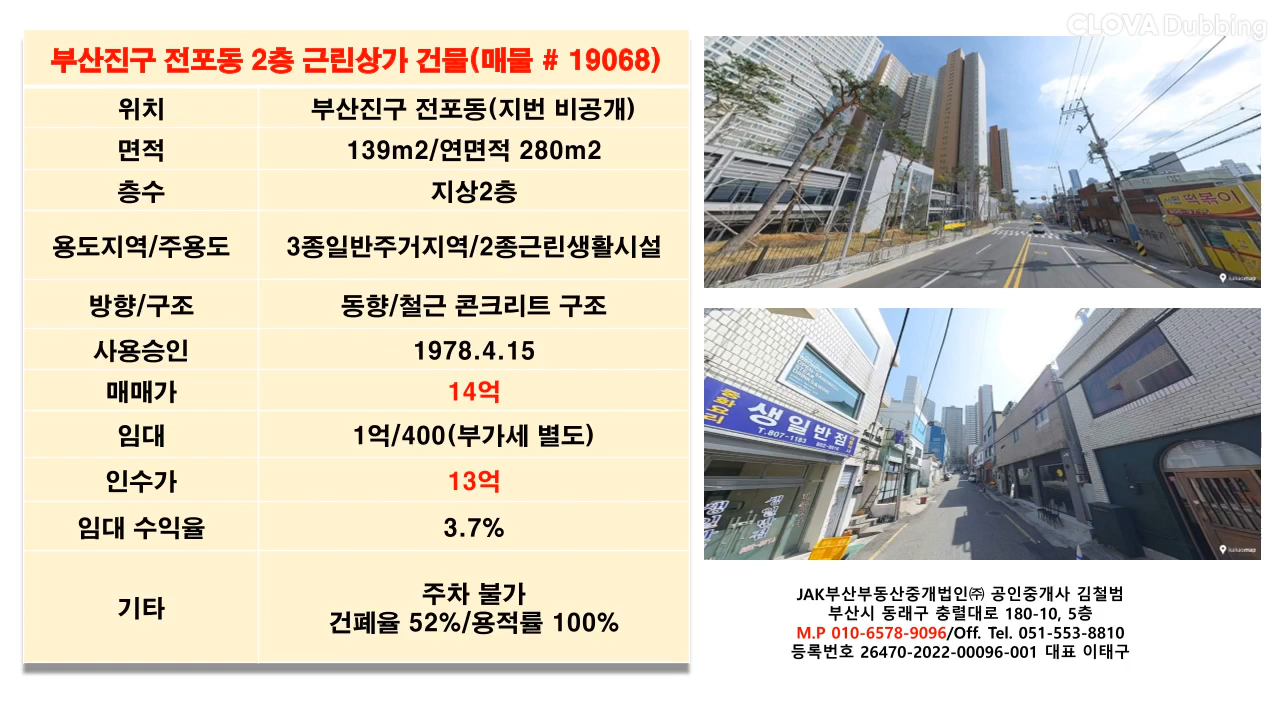 CLOVA Dubbing
부산진구 전포동 2층 근린상가 건물(매물 # 19068)
위치 부산진구 전포동(지번 비공개)
면적 139m2/연면적 280m2
층수 지상2층
용도지역/주용도 3종일반주거지역/2종근린생활시설
방향/구조 동향/철근 콘크리트 구조
사용승인 1978.4.15
매매가 14억
임대 1억/400(부가세 별도)
인수가 13억
임대 수익율 3.7%
기타 주차 불가
건폐율 52%/용적률 100%
떡볶이
kakaomap
중화요리
생일반점
T.807-1183
kakaomap
JAK부산부동산중개법인㈜ 공인중개사 김철범
부산시 동래구 충렬대로 180-10, 5층
M.P 010-6578-9096/Off. Tel. 051-553-8810
등록번호 26470-2022-00096-001 대표 이태구